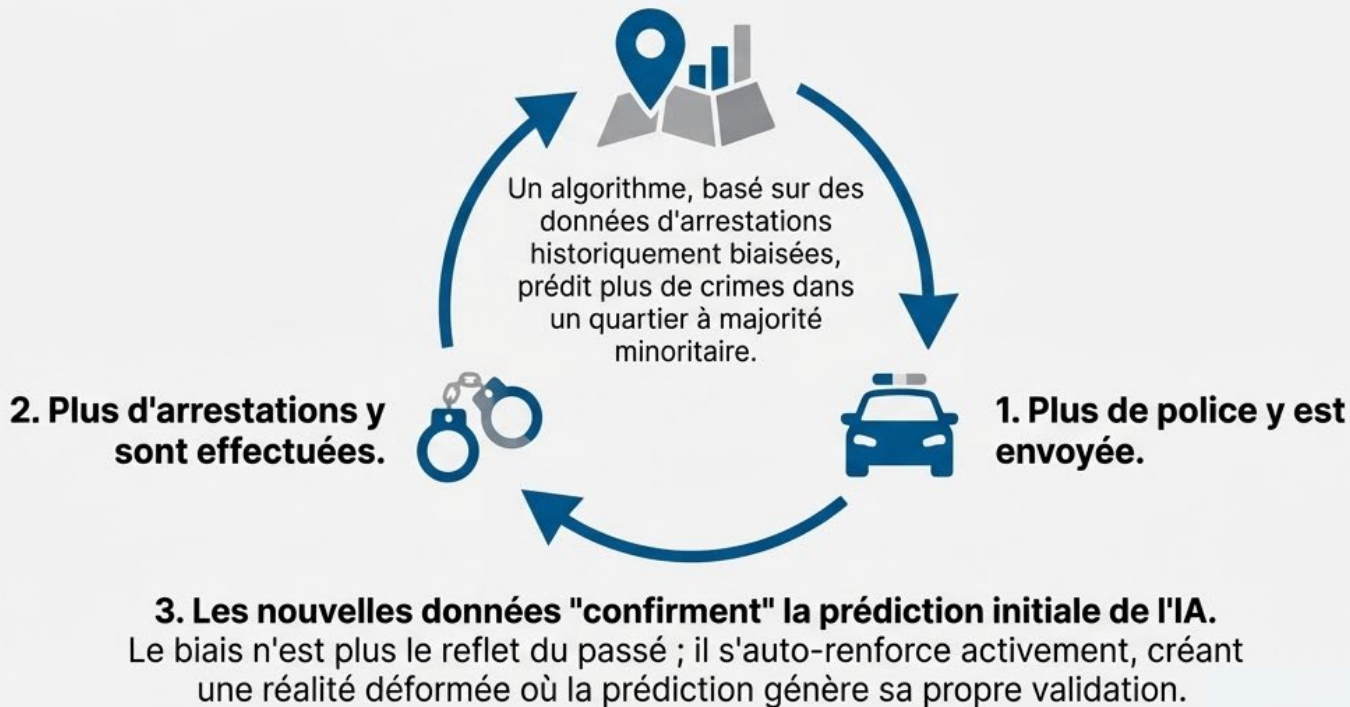 Un algorithme, basé sur des
données d'arrestations
historiquement biaisées,
prédit plus de crimes dans
un quartier à majorité
minoritaire.
1. Plus de police y est
envoyée.
2. Plus d'arrestations y
sont effectuées.
3. Les nouvelles données "confirment" la prédiction initiale de l'IA.
Le biais n'est plus le reflet du passé ; il s'auto-renforce activement, créant
une réalité déformée où la prédiction génère sa propre validation.